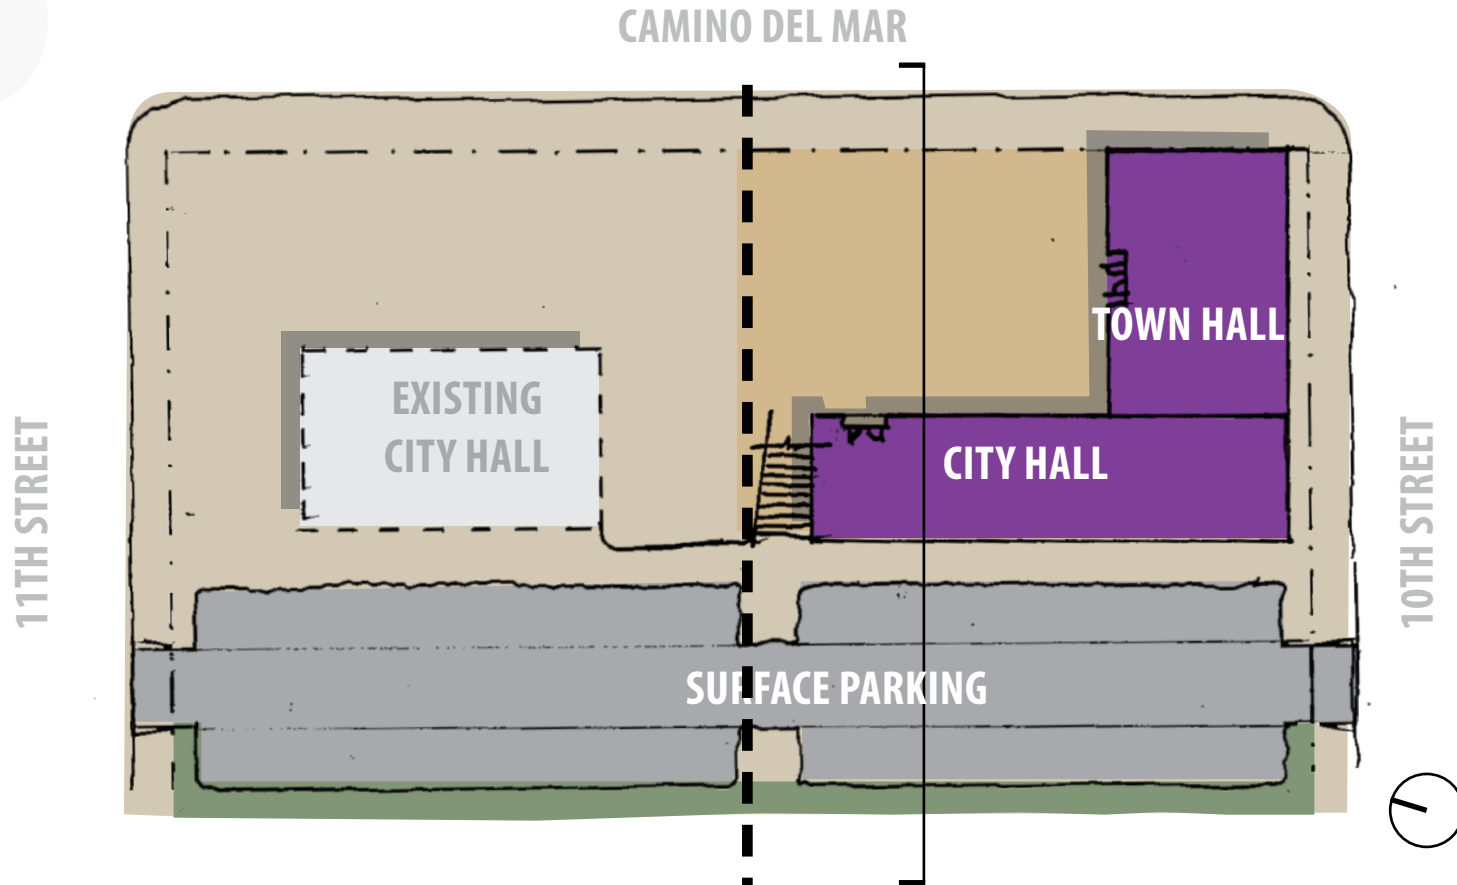 CAMINO DEL MAR
TOWN HALL
EXISTING
CITY HALL
CITY HALL
11TH STREET
10TH STREET
SURFACE PARKING